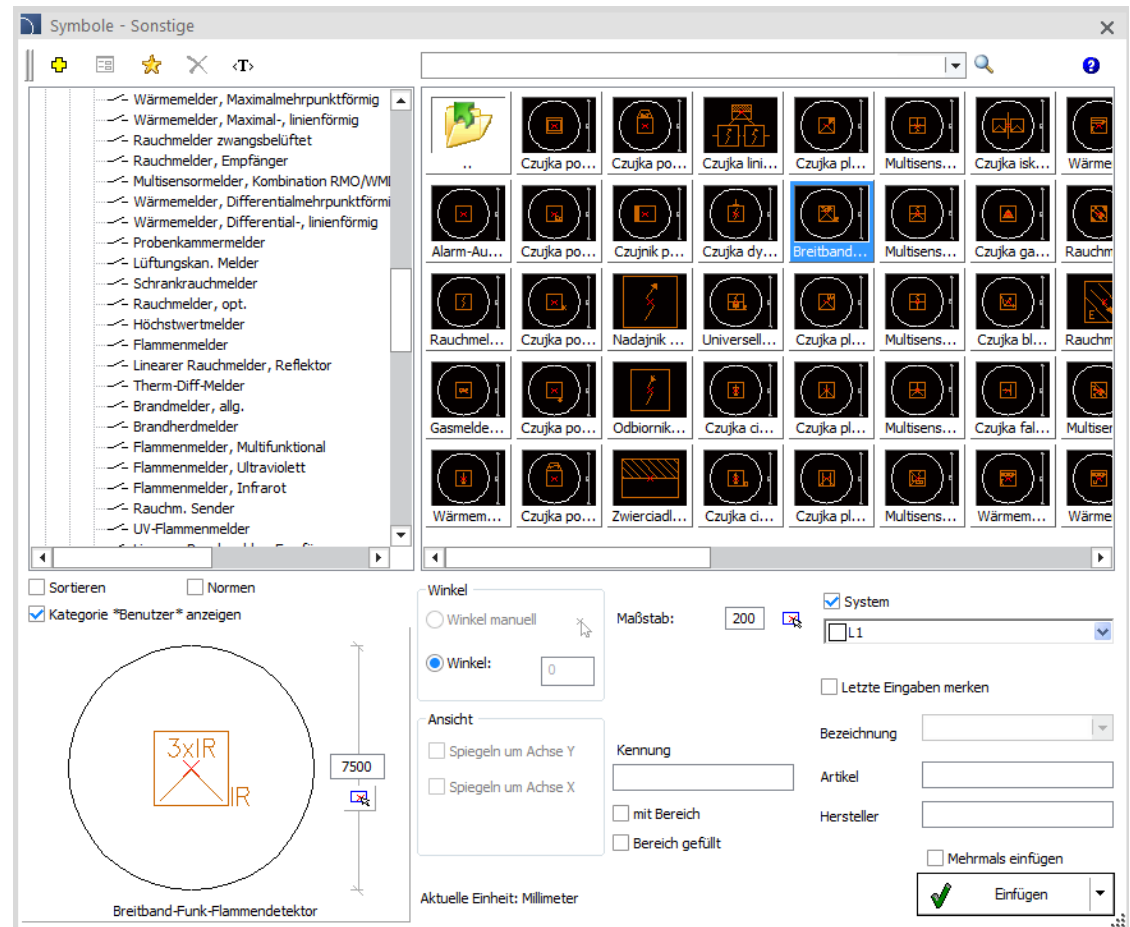 Symbole - Sonstige
<T>
Wärmemelder, Maximalmehrpunktförmig
Wärmemelder, Maximal-, linienförmig
Rauchmelder zwangsbelüftet
Rauchmelder, Empfänger
Multisensormelder, Kombination RMO/WM
Wärmemelder, Differentialmehrpunktförmi
Wärmemelder, Differential-, linienförmig
Probenkammermelder
Lüftungskan. Melder
Schrankrauchmelder
Rauchmelder, opt.
Höchstwertmelder
Flammenmelder
Linearer Rauchmelder, Reflektor
Therm-Diff-Melder
Brandmelder, allg.
Brandherdmelder
Flammenmelder, Multifunktional
Flammenmelder, Ultraviolett
Flammenmelder, Infrarot
Rauchm. Sender
UV-Flammenmelder
.. Czujka po... Czujka po... Czujka lini... Czujka pl... Multisens... Czujka isk... Wärme
Alarm-Au... Czujka po... Czujnik p... Czujka dy... Breitband... Multisens... Czujka ga... Rauchm
E
Rauchmel... Czujka po... Nadajnik ... Universell... Czujka pl... Multisens... Czujka bl... Rauchm
Gasmelde... Czujka po... Odbiornik... Czujka ci... Czujka pl... Multisens... Czujka fal... Multiser
Wärmem... Czujka po... Zwierciadl... Czujka ci... Czujka pl... Multisens... Wärmem... Wärme
Sortieren Normen
Kategorie *Benutzer* anzeigen
3xIR
IR
7500
Breitband-Funk-Flammendetektor
Winkel
Winkel manuell
Winkel: 0
Ansicht
Spiegeln um Achse Y
Spiegeln um Achse X
Aktuelle Einheit: Millimeter
Maßstab: 200
Kennung
mit Bereich
Bereich gefüllt
System
L1
Letzte Eingaben merken
Bezeichnung
Artikel
Hersteller
Mehrmals einfügen
Einfügen